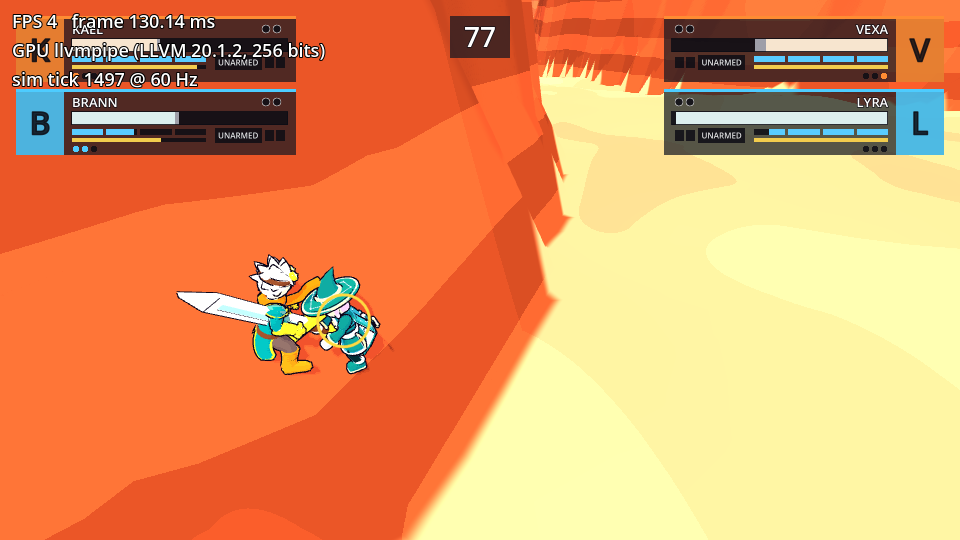 FPS 4 frame 130.14 ms
GPU llvmpipe (LLVM 20.1.2, 256 bits)
sim tick 1497 @ 60 Hz
K
KAEL
UNARMED
B
BRANN
UNARMED
77
VEXA
V
UNARMED
LYRA
L
UNARMED